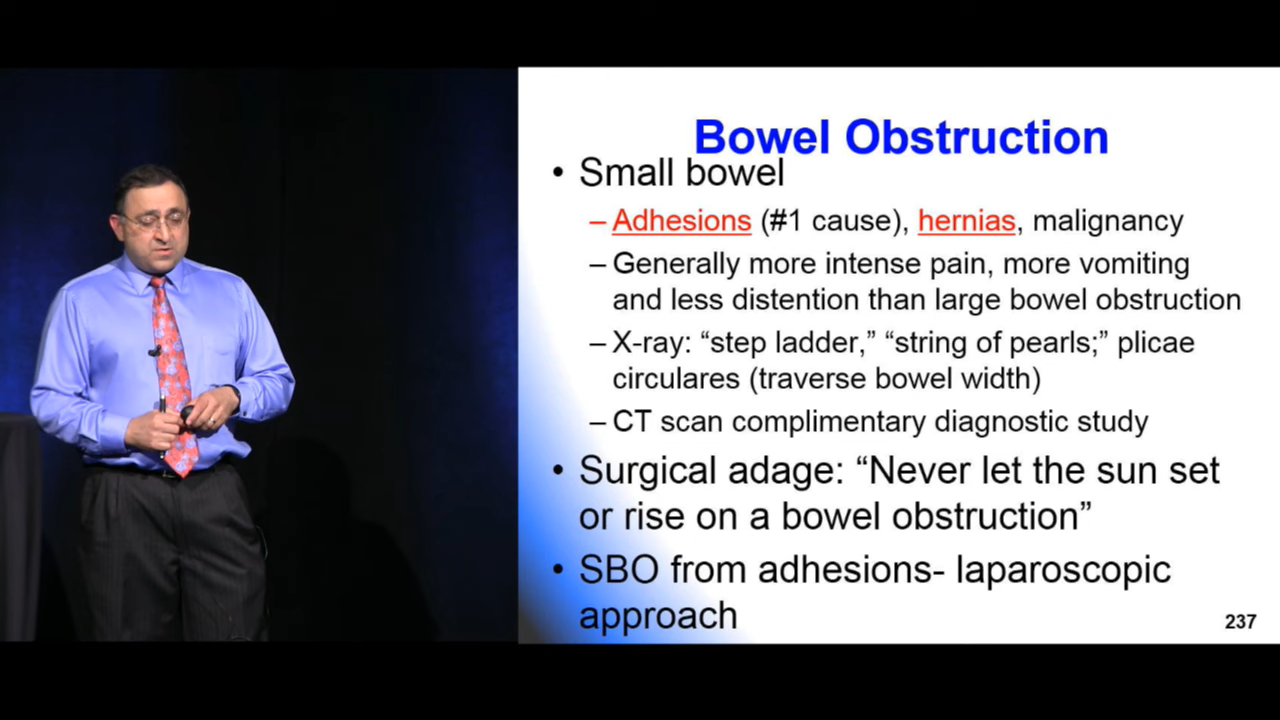 Bowel Obstruction
• Small bowel
– Adhesions (#1 cause), hernias, malignancy
– Generally more intense pain, more vomiting
and less distention than large bowel obstruction
– X-ray: “step ladder,” “string of pearls;” plicae
circulares (traverse bowel width)
– CT scan complimentary diagnostic study
• Surgical adage: “Never let the sun set
or rise on a bowel obstruction”
• SBO from adhesions- laparoscopic
approach
237